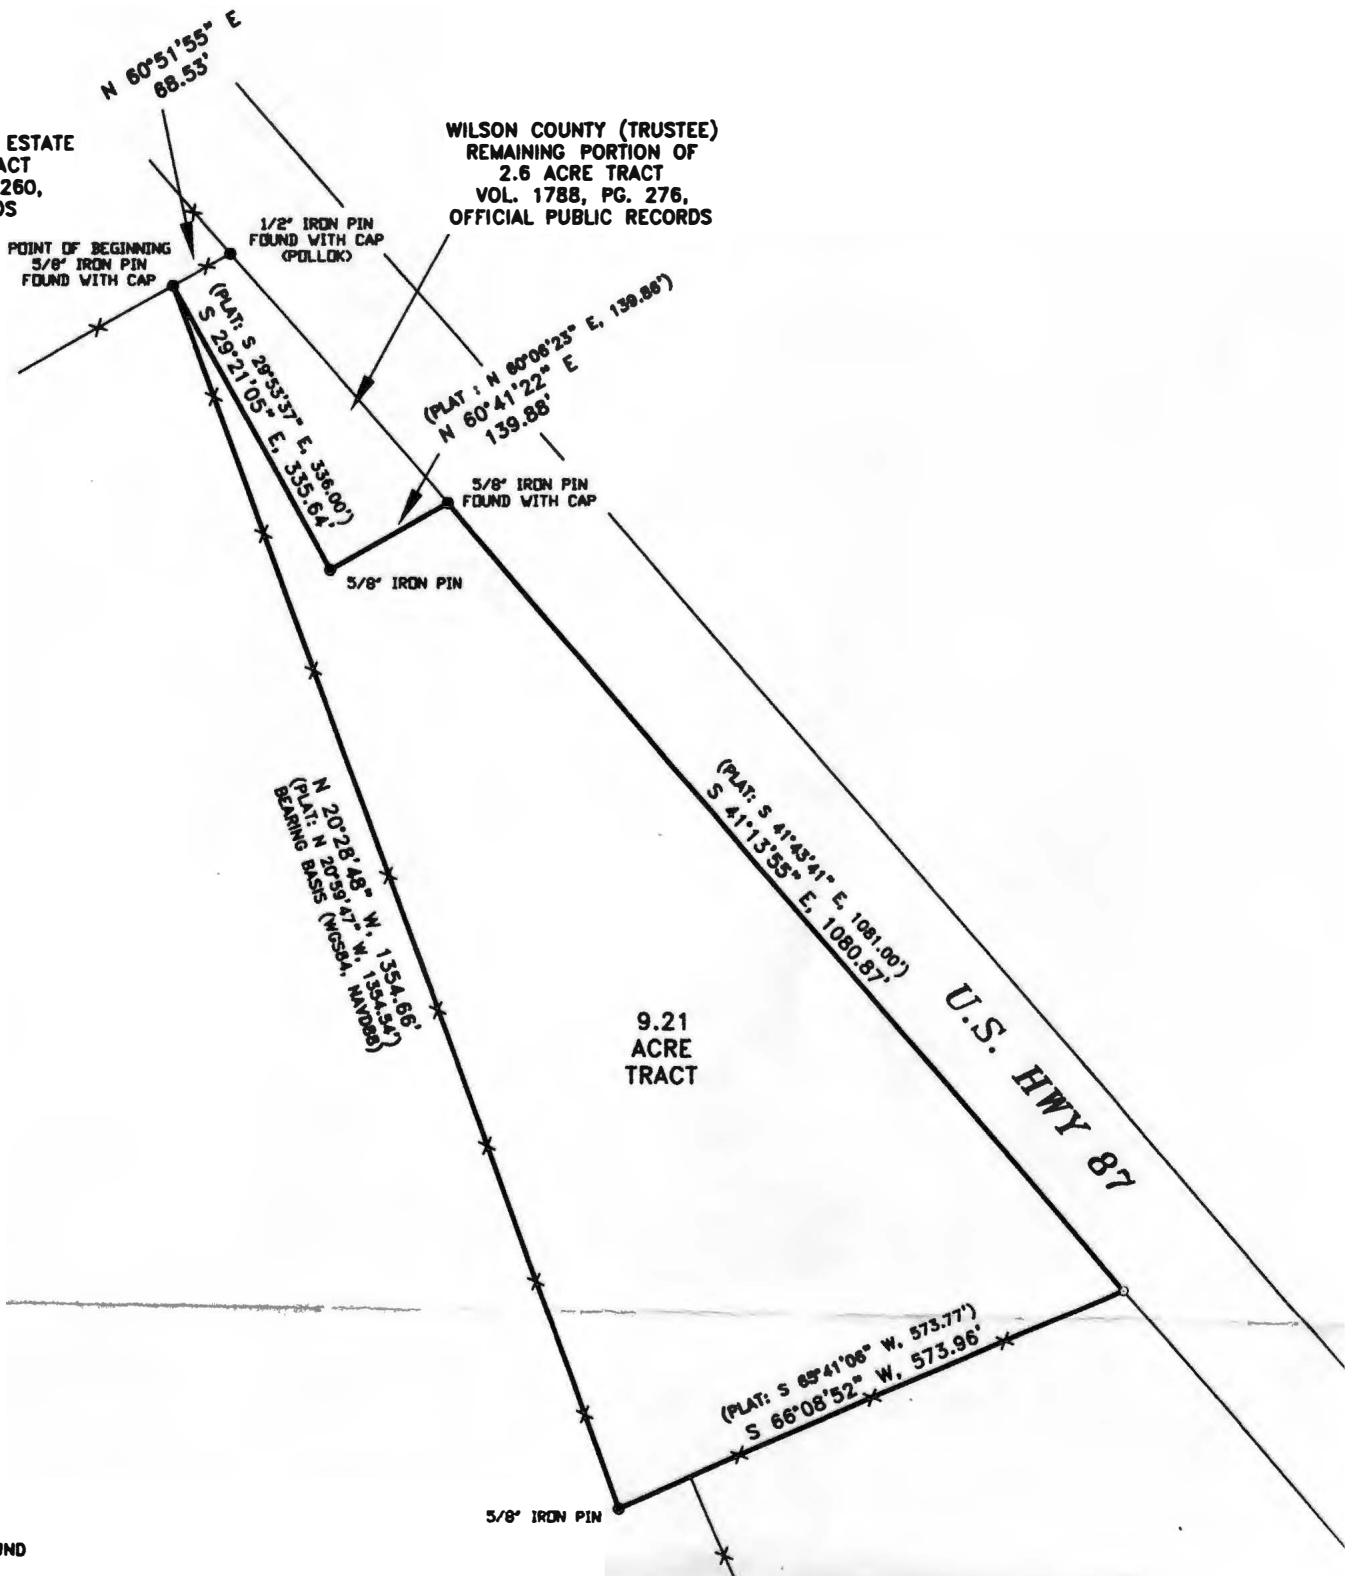 N 60°51'55" E
68.53'
ESTATE
ACT
260,
DS
WILSON COUNTY (TRUSTEE)
REMAINING PORTION OF
2.6 ACRE TRACT
VOL. 1788, PG. 276,
OFFICIAL PUBLIC RECORDS
1/2" IRON PIN
FOUND WITH CAP
(POLLOK)
POINT OF BEGINNING
5/8" IRON PIN
FOUND WITH CAP
(PLAT: S 29°53'37" E, 336.00')
S 29°21'05" E, 335.64'
(PLAT : N 60°06'23" E, 139.86')
N 60°41'22" E
139.88'
5/8" IRON PIN
FOUND WITH CAP
5/8" IRON PIN
(PLAT: S 41°43'41" E, 1081.00')
S 41°13'55" E, 1080.87'
N 20°28'48" W, 1354.66'
(PLAT: N 20°59'47" W, 1354.54')
BEARING BASIS (WGS84, NAVD88)
9.21
ACRE
TRACT
U.S. HWY 87
(PLAT: S 65°41'06" W, 573.77')
S 66°08'52" W, 573.96'
5/8" IRON PIN
UND